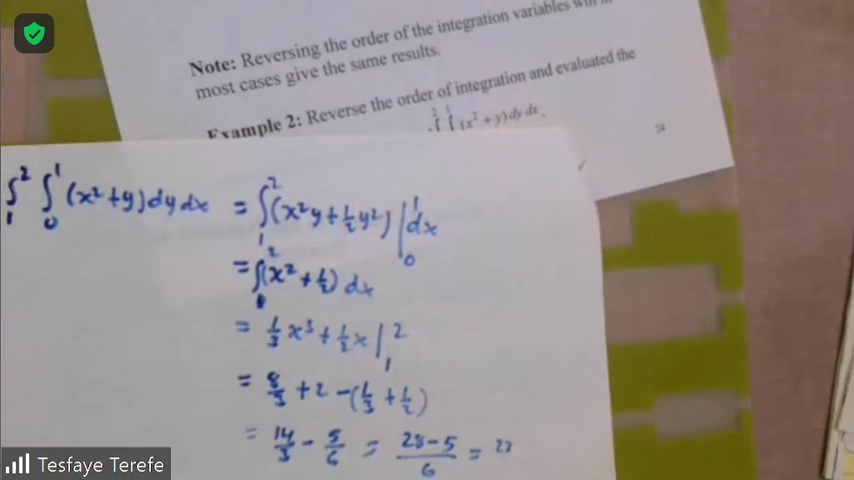 Note: Reversing the order of the integration variables will in
most cases give the same results.
Example 2: Reverse the order of integration and evaluated the
∫ ∫ (x² + y) dy dx .
24
∫₁² ∫₀¹ (x²+y) dy dx = ∫₁² (x²y + ½y²) |₀¹ dx
= ∫₁² (x² + ½) dx
= ⅓x³ + ½x |₁²
= 8/3 + 2 - (⅓ + ½)
= 14/3 - 5/6 = (28-5)/6 = 23
Tesfaye Terefe